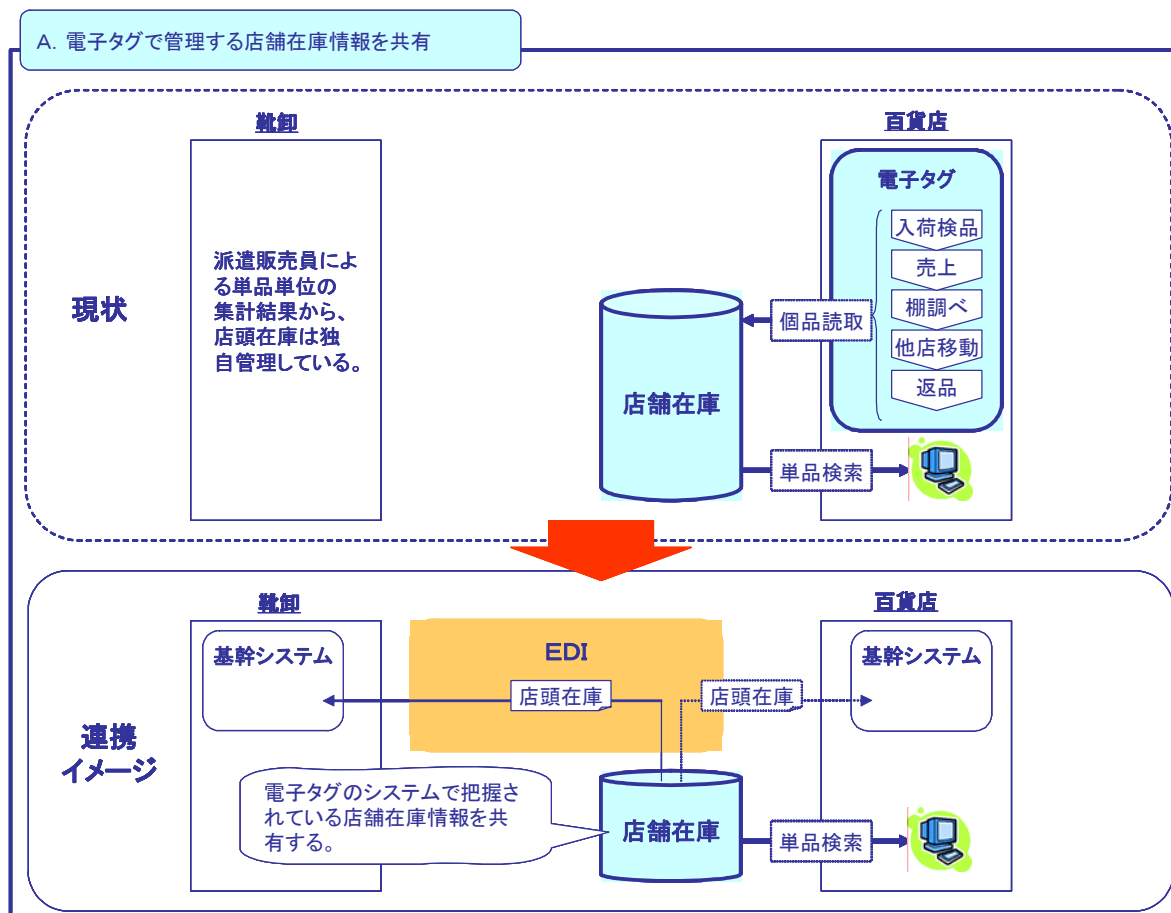 A．電子タグで管理する店舗在庫情報を共有
靴卸
百貨店
現状
派遣販売員によ
る単品単位の
集計結果から、
店頭在庫は独
自管理している。
電子タグ
入荷検品
売上
棚調べ
他店移動
返品
個品読取
店舗在庫
単品検索
靴卸
百貨店
連携
イメージ
基幹システム
EDI
基幹システム
店頭在庫
店頭在庫
電子タグのシステムで把握さ
れている店舗在庫情報を共
有する。
店舗在庫
単品検索